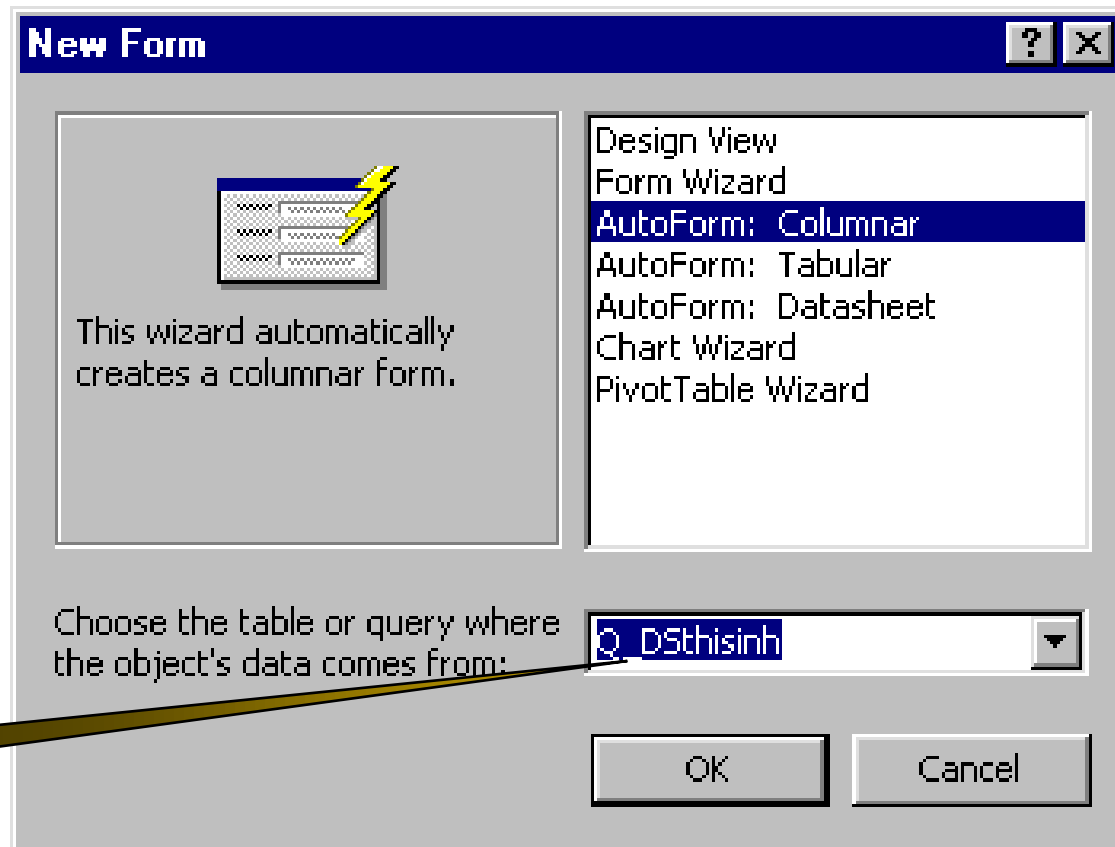 New Form
Design View
Form Wizard
AutoForm: Columnar
AutoForm: Tabular
AutoForm: Datasheet
Chart Wizard
PivotTable Wizard
This wizard automatically
creates a columnar form.
Choose the table or query where
the object's data comes from:
Q_DSthisinh
OK
Cancel